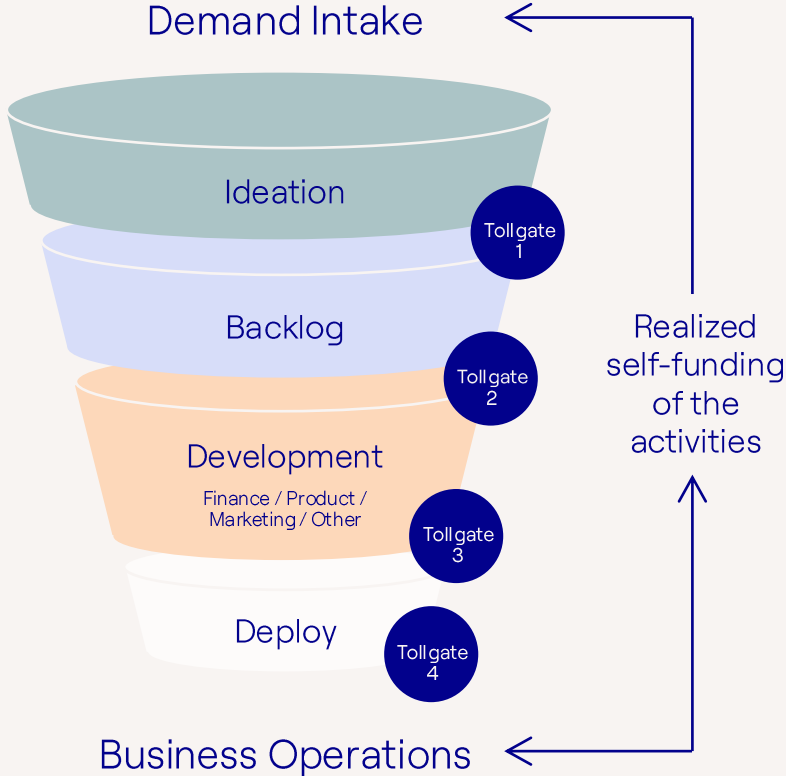 Demand Intake
Ideation
Tollgate
1
Backlog
Tollgate
2
Development
Finance / Product /
Marketing / Other
Tollgate
3
Deploy
Tollgate
4
Business Operations
Realized
self-funding
of the
activities